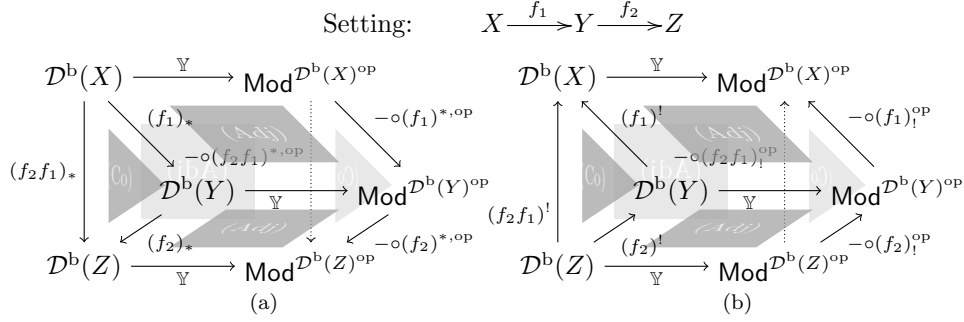 Setting: X f₁ Y f₂ Z
𝒟ᵇ(X) 𝕐 Mod^𝒟ᵇ(X)^op
(f₁)_* (Adj) −∘(f₁)^{*,op}
(f₂f₁)_* −∘(f₂f₁)^{*,op}
𝒟ᵇ(Y) 𝕐 Mod^𝒟ᵇ(Y)^op
(f₂)_* (Adj) −∘(f₂)^{*,op}
𝒟ᵇ(Z) 𝕐 Mod^𝒟ᵇ(Z)^op
(a)
𝒟ᵇ(X) 𝕐 Mod^𝒟ᵇ(X)^op
(f₁)^! (Adj) −∘(f₁)_!^op
−∘(f₂f₁)_!^op
𝒟ᵇ(Y) 𝕐 Mod^𝒟ᵇ(Y)^op
(f₂f₁)^!
(f₂)^! (Adj) −∘(f₂)_!^op
𝒟ᵇ(Z) 𝕐 Mod^𝒟ᵇ(Z)^op
(b)